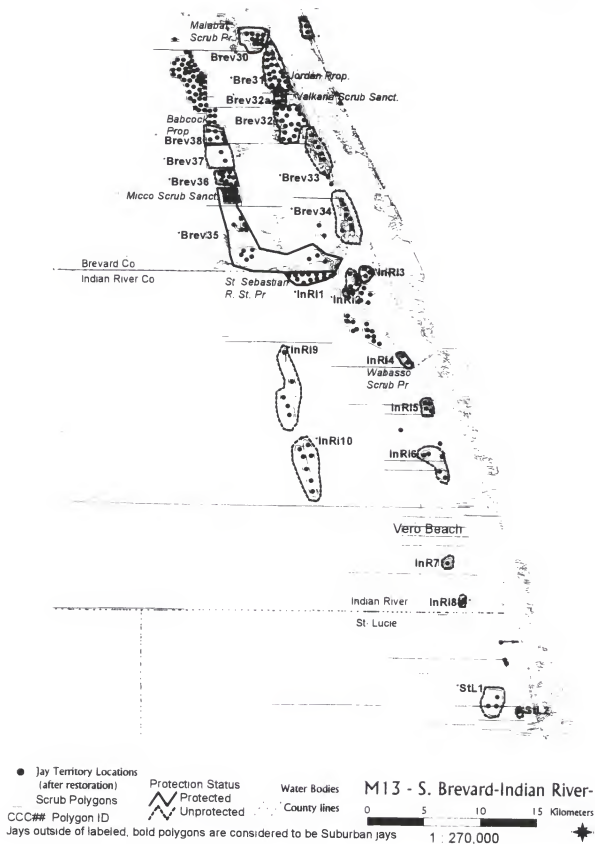 Malabar
Scrub Pr
Brev30
Bre31
Jordan Prop.
Brev32a
Valkaria Scrub Sanct.
Babcock
Prop
Brev32
Brev38
Brev37
Brev33
Brev36
Micco Scrub Sanct.
Brev34
Brev35
Brevard Co
Indian River Co
St Sebastian
R. St. Pr
InRI1
InRI2
InRI3
InRI9
InRI4
Wabasso
Scrub Pr
InRI5
InRI10
InRI6
Vero Beach
InR7
Indian River
InRI8
St. Lucie
StL1
StL2
Jay Territory Locations
(after restoration)
Scrub Polygons
CCC## Polygon ID
Protection Status
Protected
Unprotected
Water Bodies
County lines
M13 - S. Brevard-Indian River-
0 5 10 15 Kilometers
1 : 270,000
Jays outside of labeled, bold polygons are considered to be Suburban jays